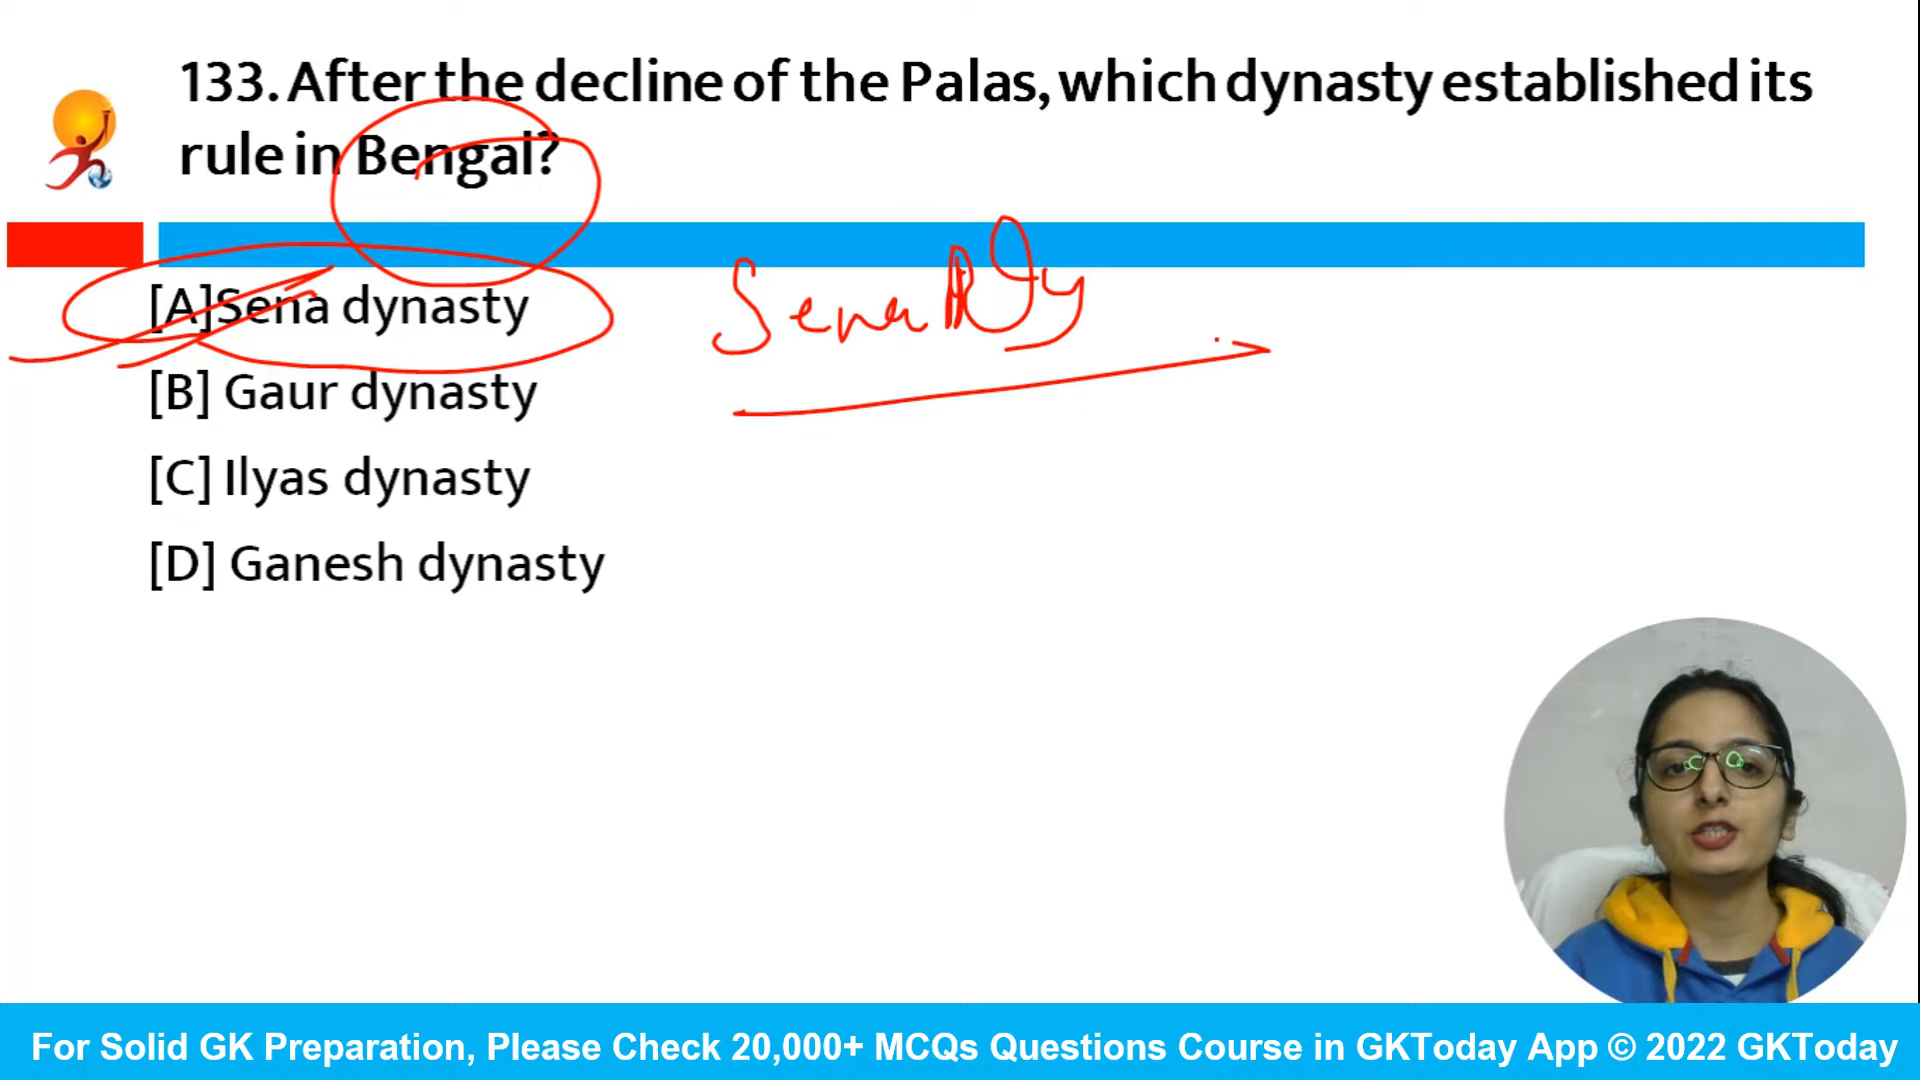 133. After the decline of the Palas, which dynasty established its
rule in Bengal?
[A]Sena dynasty
Sena
[B] Gaur dynasty
[C] Ilyas dynasty
[D] Ganesh dynasty
For Solid GK Preparation, Please Check 20,000+ MCQs Questions Course in GKToday App © 2022 GKToday